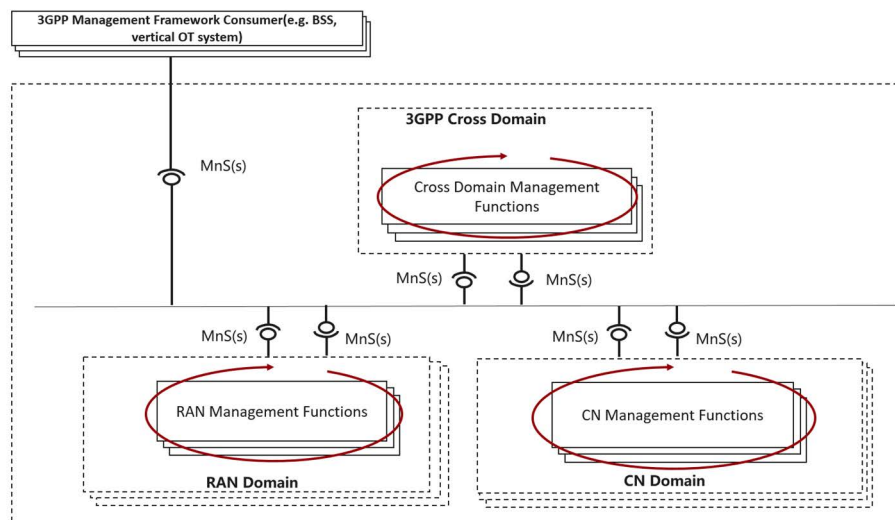 3GPP Management Framework Consumer(e.g. BSS,
vertical OT system)
3GPP Cross Domain
MnS(s)
Cross Domain Management
Functions
MnS(s)
MnS(s)
MnS(s)
MnS(s)
MnS(s)
MnS(s)
RAN Management Functions
CN Management Functions
RAN Domain
CN Domain